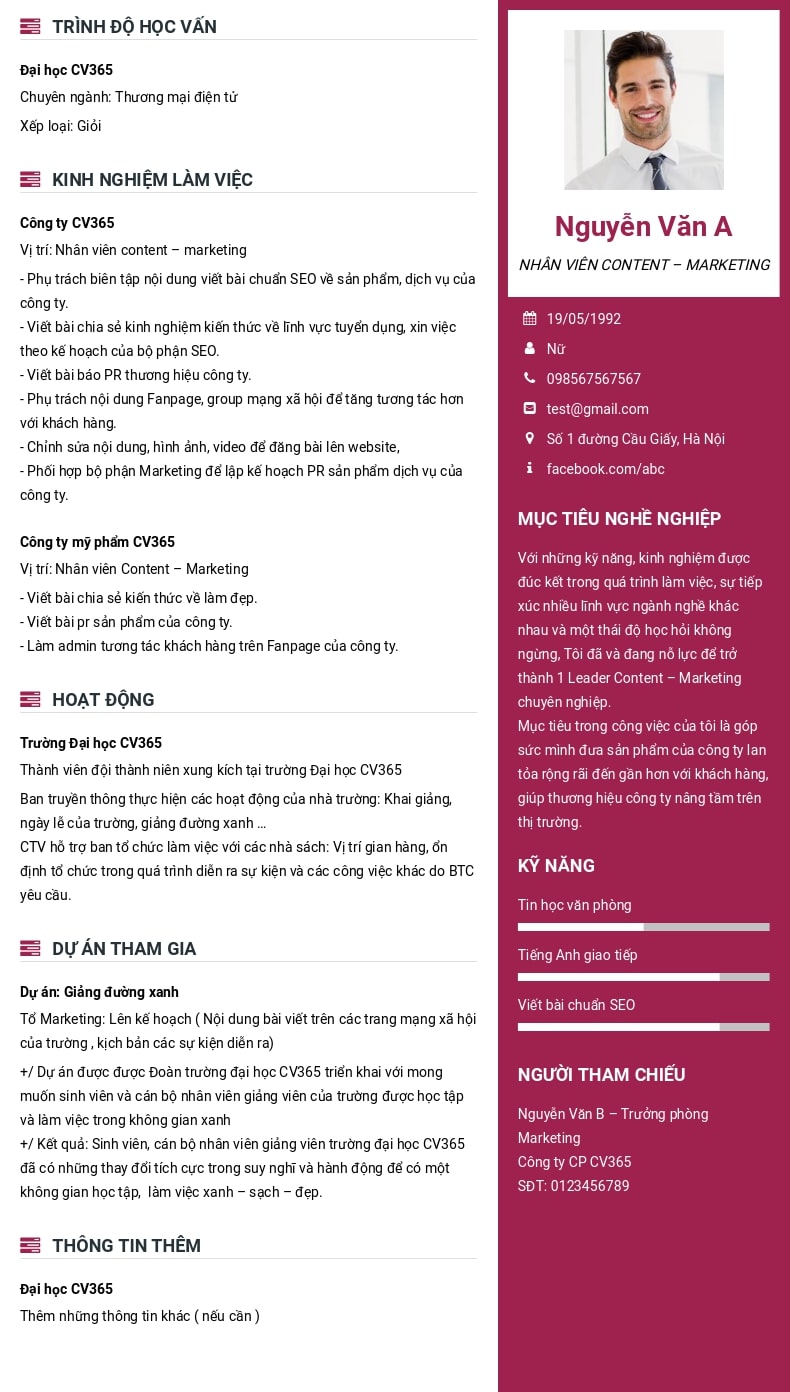 TRÌNH ĐỘ HỌC VẤN
Đại học CV365
Chuyên ngành: Thương mại điện tử
Xếp loại: Giỏi
KINH NGHIỆM LÀM VIỆC
Công ty CV365
Vị trí: Nhân viên content – marketing
- Phụ trách biên tập nội dung viết bài chuẩn SEO về sản phẩm, dịch vụ của
công ty.
- Viết bài chia sẻ kinh nghiệm kiến thức về lĩnh vực tuyển dụng, xin việc
theo kế hoạch của bộ phận SEO.
- Viết bài báo PR thương hiệu công ty.
- Phụ trách nội dung Fanpage, group mạng xã hội để tăng tương tác hơn
với khách hàng.
- Chỉnh sửa nội dung, hình ảnh, video để đăng bài lên website,
- Phối hợp bộ phận Marketing để lập kế hoạch PR sản phẩm dịch vụ của
công ty.
Công ty mỹ phẩm CV365
Vị trí: Nhân viên Content – Marketing
- Viết bài chia sẻ kiến thức về làm đẹp.
- Viết bài pr sản phẩm của công ty.
- Làm admin tương tác khách hàng trên Fanpage của công ty.
HOẠT ĐỘNG
Trường Đại học CV365
Thành viên đội thành niên xung kích tại trường Đại học CV365
Ban truyền thông thực hiện các hoạt động của nhà trường: Khai giảng,
ngày lễ của trường, giảng đường xanh ...
CTV hỗ trợ ban tổ chức làm việc với các nhà sách: Vị trí gian hàng, ổn
định tổ chức trong quá trình diễn ra sự kiện và các công việc khác do BTC
yêu cầu.
DỰ ÁN THAM GIA
Dự án: Giảng đường xanh
Tổ Marketing: Lên kế hoạch ( Nội dung bài viết trên các trang mạng xã hội
của trường , kịch bản các sự kiện diễn ra)
+/ Dự án được được Đoàn trường đại học CV365 triển khai với mong
muốn sinh viên và cán bộ nhân viên giảng viên của trường được học tập
và làm việc trong không gian xanh
+/ Kết quả: Sinh viên, cán bộ nhân viên giảng viên trường đại học CV365
đã có những thay đổi tích cực trong suy nghĩ và hành động để có một
không gian học tập,  làm việc xanh – sạch – đẹp.
THÔNG TIN THÊM
Đại học CV365
Thêm những thông tin khác ( nếu cần )
Nguyễn Văn A
NHÂN VIÊN CONTENT – MARKETING
19/05/1992
Nữ
098567567567
test@gmail.com
Số 1 đường Cầu Giấy, Hà Nội
facebook.com/abc
MỤC TIÊU NGHỀ NGHIỆP
Với những kỹ năng, kinh nghiệm được
đúc kết trong quá trình làm việc, sự tiếp
xúc nhiều lĩnh vực ngành nghề khác
nhau và một thái độ học hỏi không
ngừng, Tôi đã và đang nỗ lực để trở
thành 1 Leader Content – Marketing
chuyên nghiệp.
Mục tiêu trong công việc của tôi là góp
sức mình đưa sản phẩm của công ty lan
tỏa rộng rãi đến gần hơn với khách hàng,
giúp thương hiệu công ty nâng tầm trên
thị trường.
KỸ NĂNG
Tin học văn phòng
Tiếng Anh giao tiếp
Viết bài chuẩn SEO
NGƯỜI THAM CHIẾU
Nguyễn Văn B – Trưởng phòng
Marketing
Công ty CP CV365
SĐT: 0123456789